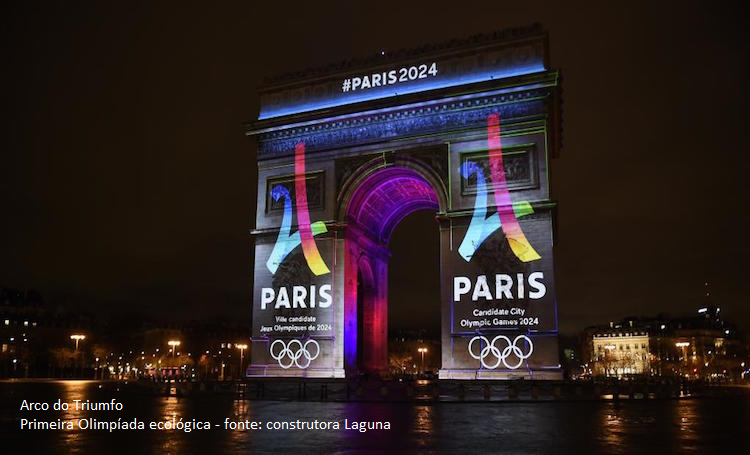 #PARIS2024
PARIS
Ville candidate
Jeux Olympiques de 2024
PARIS
Candidate City
Olympic Games 2024
Arco do Triumfo
Primeira Olimpíada ecológica - fonte: construtora Laguna